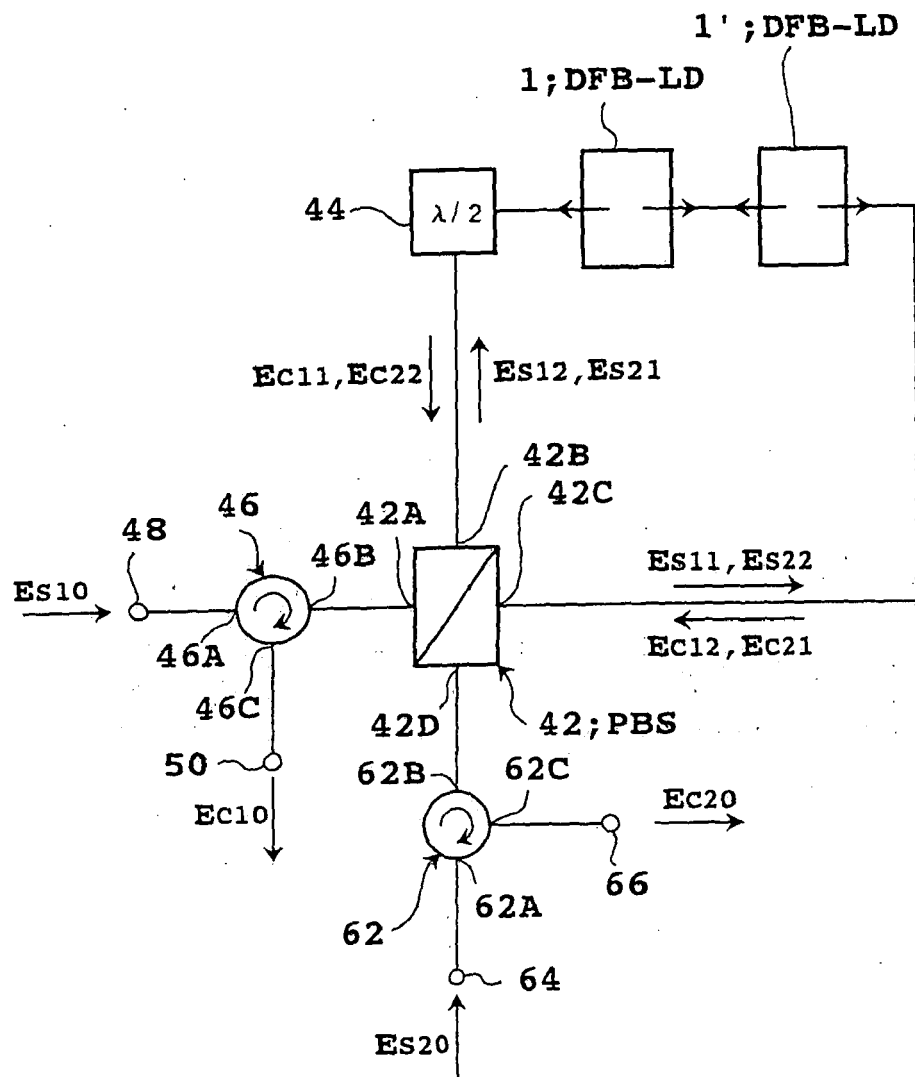 1';DFB-LD
1;DFB-LD
44
λ/2
Ec11,Ec22
Es12,Es21
42B
42C
46
42A
48
46B
Es11,Es22
Es10
46A
Ec12,Ec21
46C
42D
42;PBS
50
62B
62C
Ec20
Ec10
66
62A
62
64
Es20